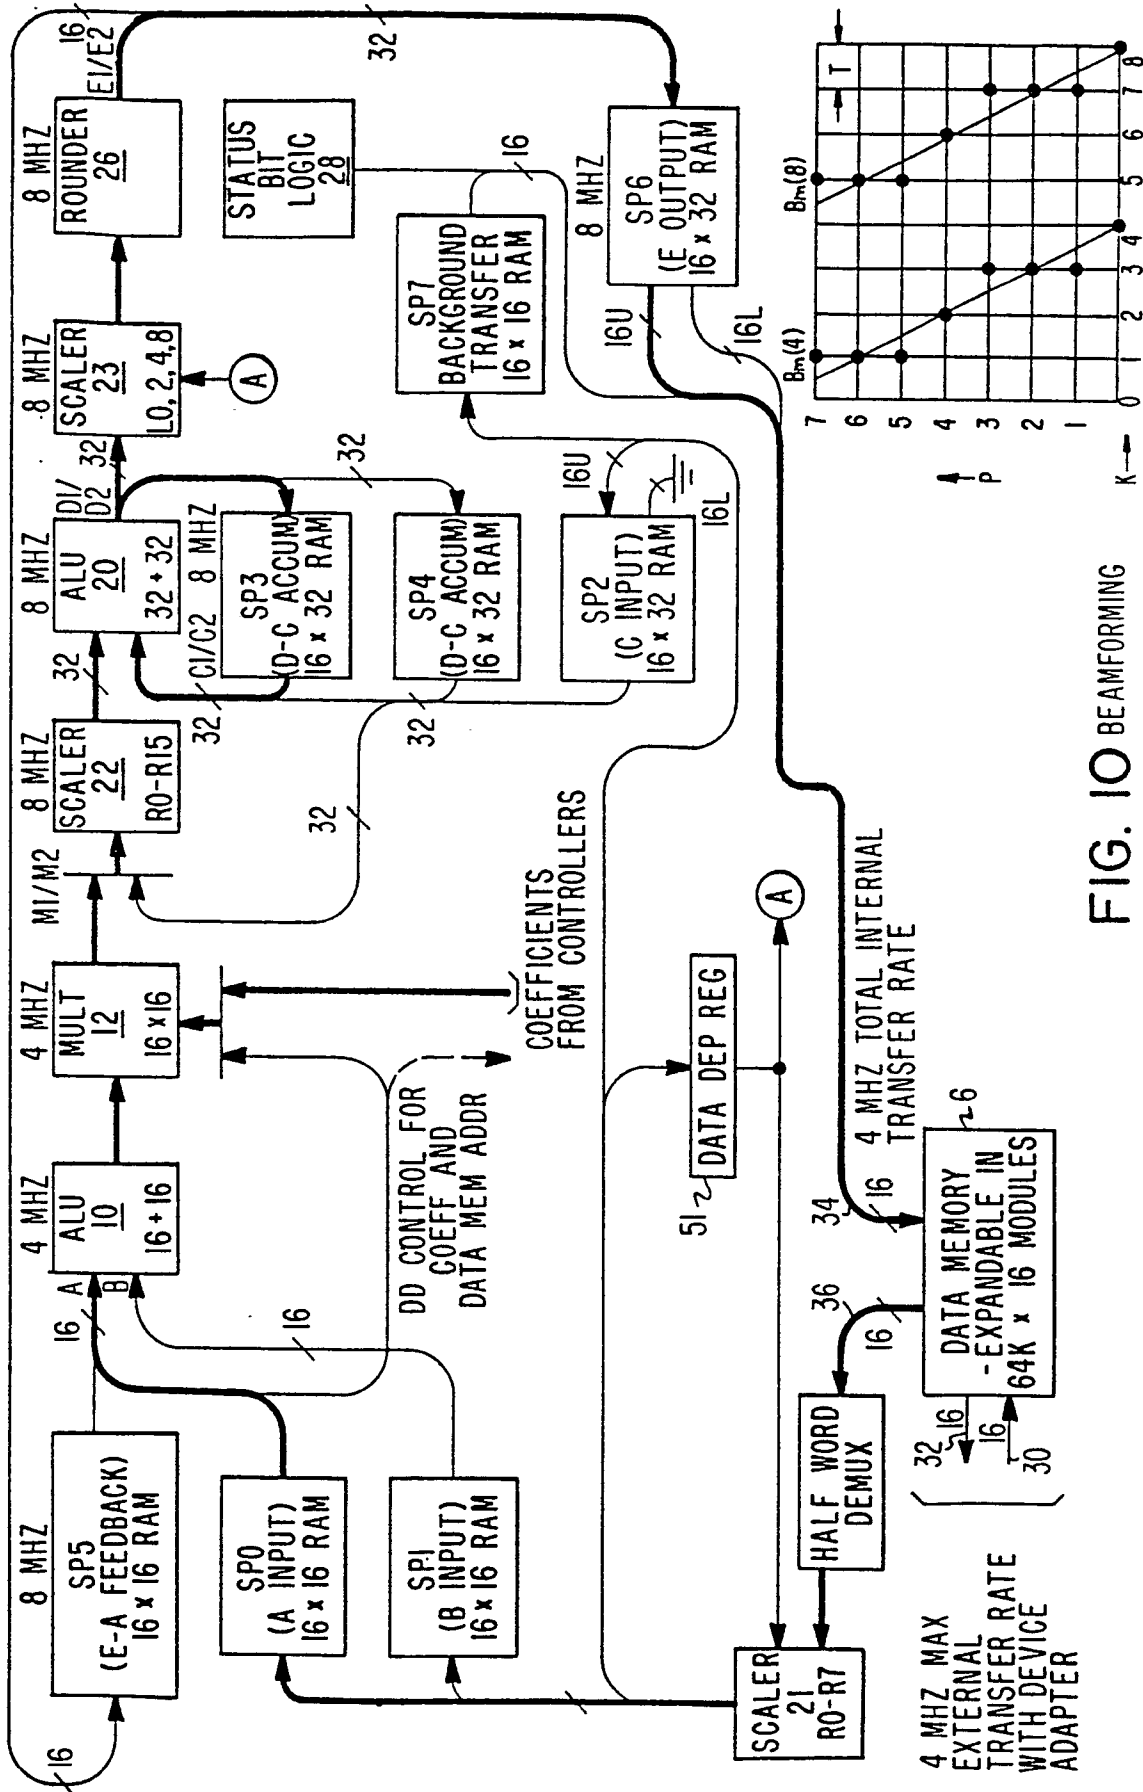 8 MHZ
SP5
(E-A FEEDBACK)
16 x 16 RAM
16
SP0
(A INPUT)
16 x 16 RAM
SP1
(B INPUT)
16 x 16 RAM
16
A
B
16
4 MHZ
ALU
10
16+16
4 MHZ
MULT
12
16x16
M1/M2
8 MHZ
SCALER
22
R0-R15
32
8 MHZ
ALU
20
32+32
D1/
D2
32
8 MHZ
SCALER
23
L0,2,4,8
A
8 MHZ
ROUNDER
26
16
E1/E2
32
C1/C2
8 MHZ
32
SP3
(D-C ACCUM)
16 x 32 RAM
32
SP4
(D-C ACCUM)
16 x 32 RAM
32
32
SP2
(C INPUT)
16 x 32 RAM
16U
16L
STATUS
BIT
LOGIC
28
SP7
BACKGROUND
TRANSFER
16 x 16 RAM
16
8 MHZ
SP6
(E OUTPUT)
16 x 32 RAM
16U
16L
DD CONTROL FOR
COEFF AND
DATA MEM ADDR
COEFFICIENTS
FROM CONTROLLERS
51
DATA DEP REG
A
4 MHZ TOTAL INTERNAL
TRANSFER RATE
SCALER
21
R0-R7
HALF WORD
DEMUX
36
16
34
16
DATA MEMORY
-EXPANDABLE IN
64K x 16 MODULES
6
32
16
16
30
4 MHZ MAX
EXTERNAL
TRANSFER RATE
WITH DEVICE
ADAPTER
Bm(4)
Bm(8)
T
7
6
5
4
3
2
1
P
K
0
1
2
3
4
5
6
7
8
FIG. 10 BEAMFORMING